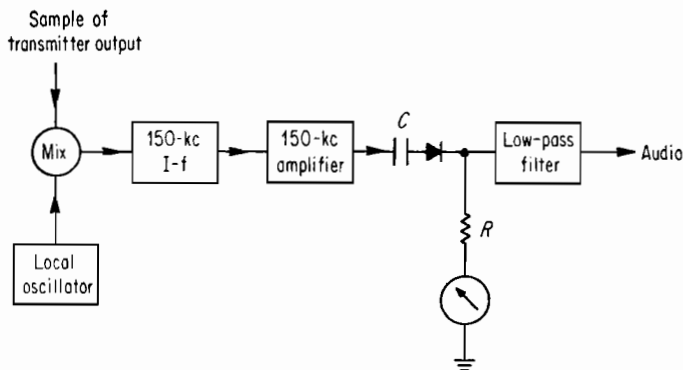 Sample of
transmitter output
Mix
150-kc
I-f
150-kc
amplifier
C
Low-pass
filter
Audio
R
Local
oscillator